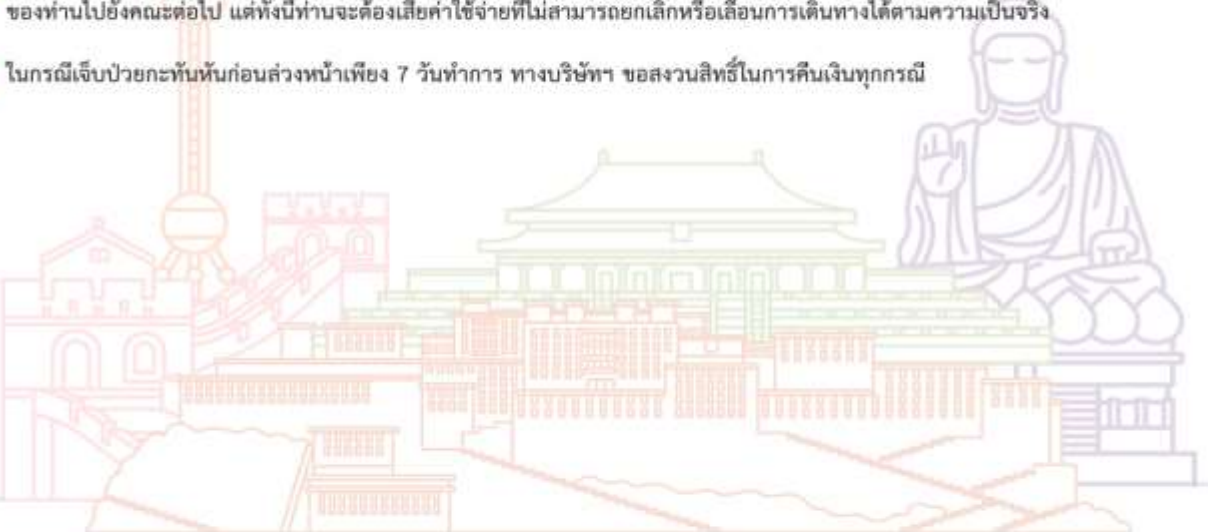 ของท่านไปยังคณะต่อไป แต่ทั้งนี้ท่านจะต้องเสียค่าใช้จ่ายที่ไม่สามารถยกเลิกหรือเลื่อนการเดินทางได้ตามความเป็นจริง
ในกรณีเจ็บป่วยกะทันหันก่อนล่วงหน้าเพียง 7 วันทำการ ทางบริษัทฯ ขอสงวนสิทธิ์ในการคืนเงินทุกกรณี